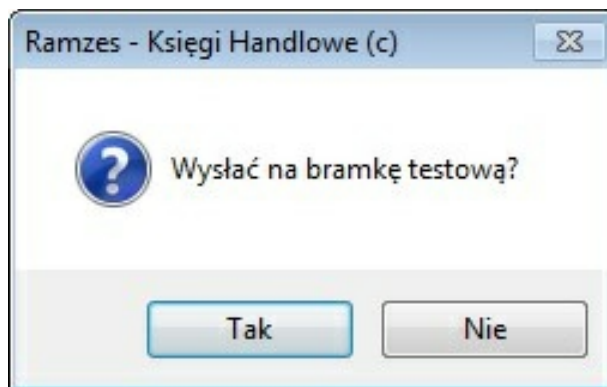 Ramzes - Księgi Handlowe (c)
Wysłać na bramkę testową?
Tak
Nie